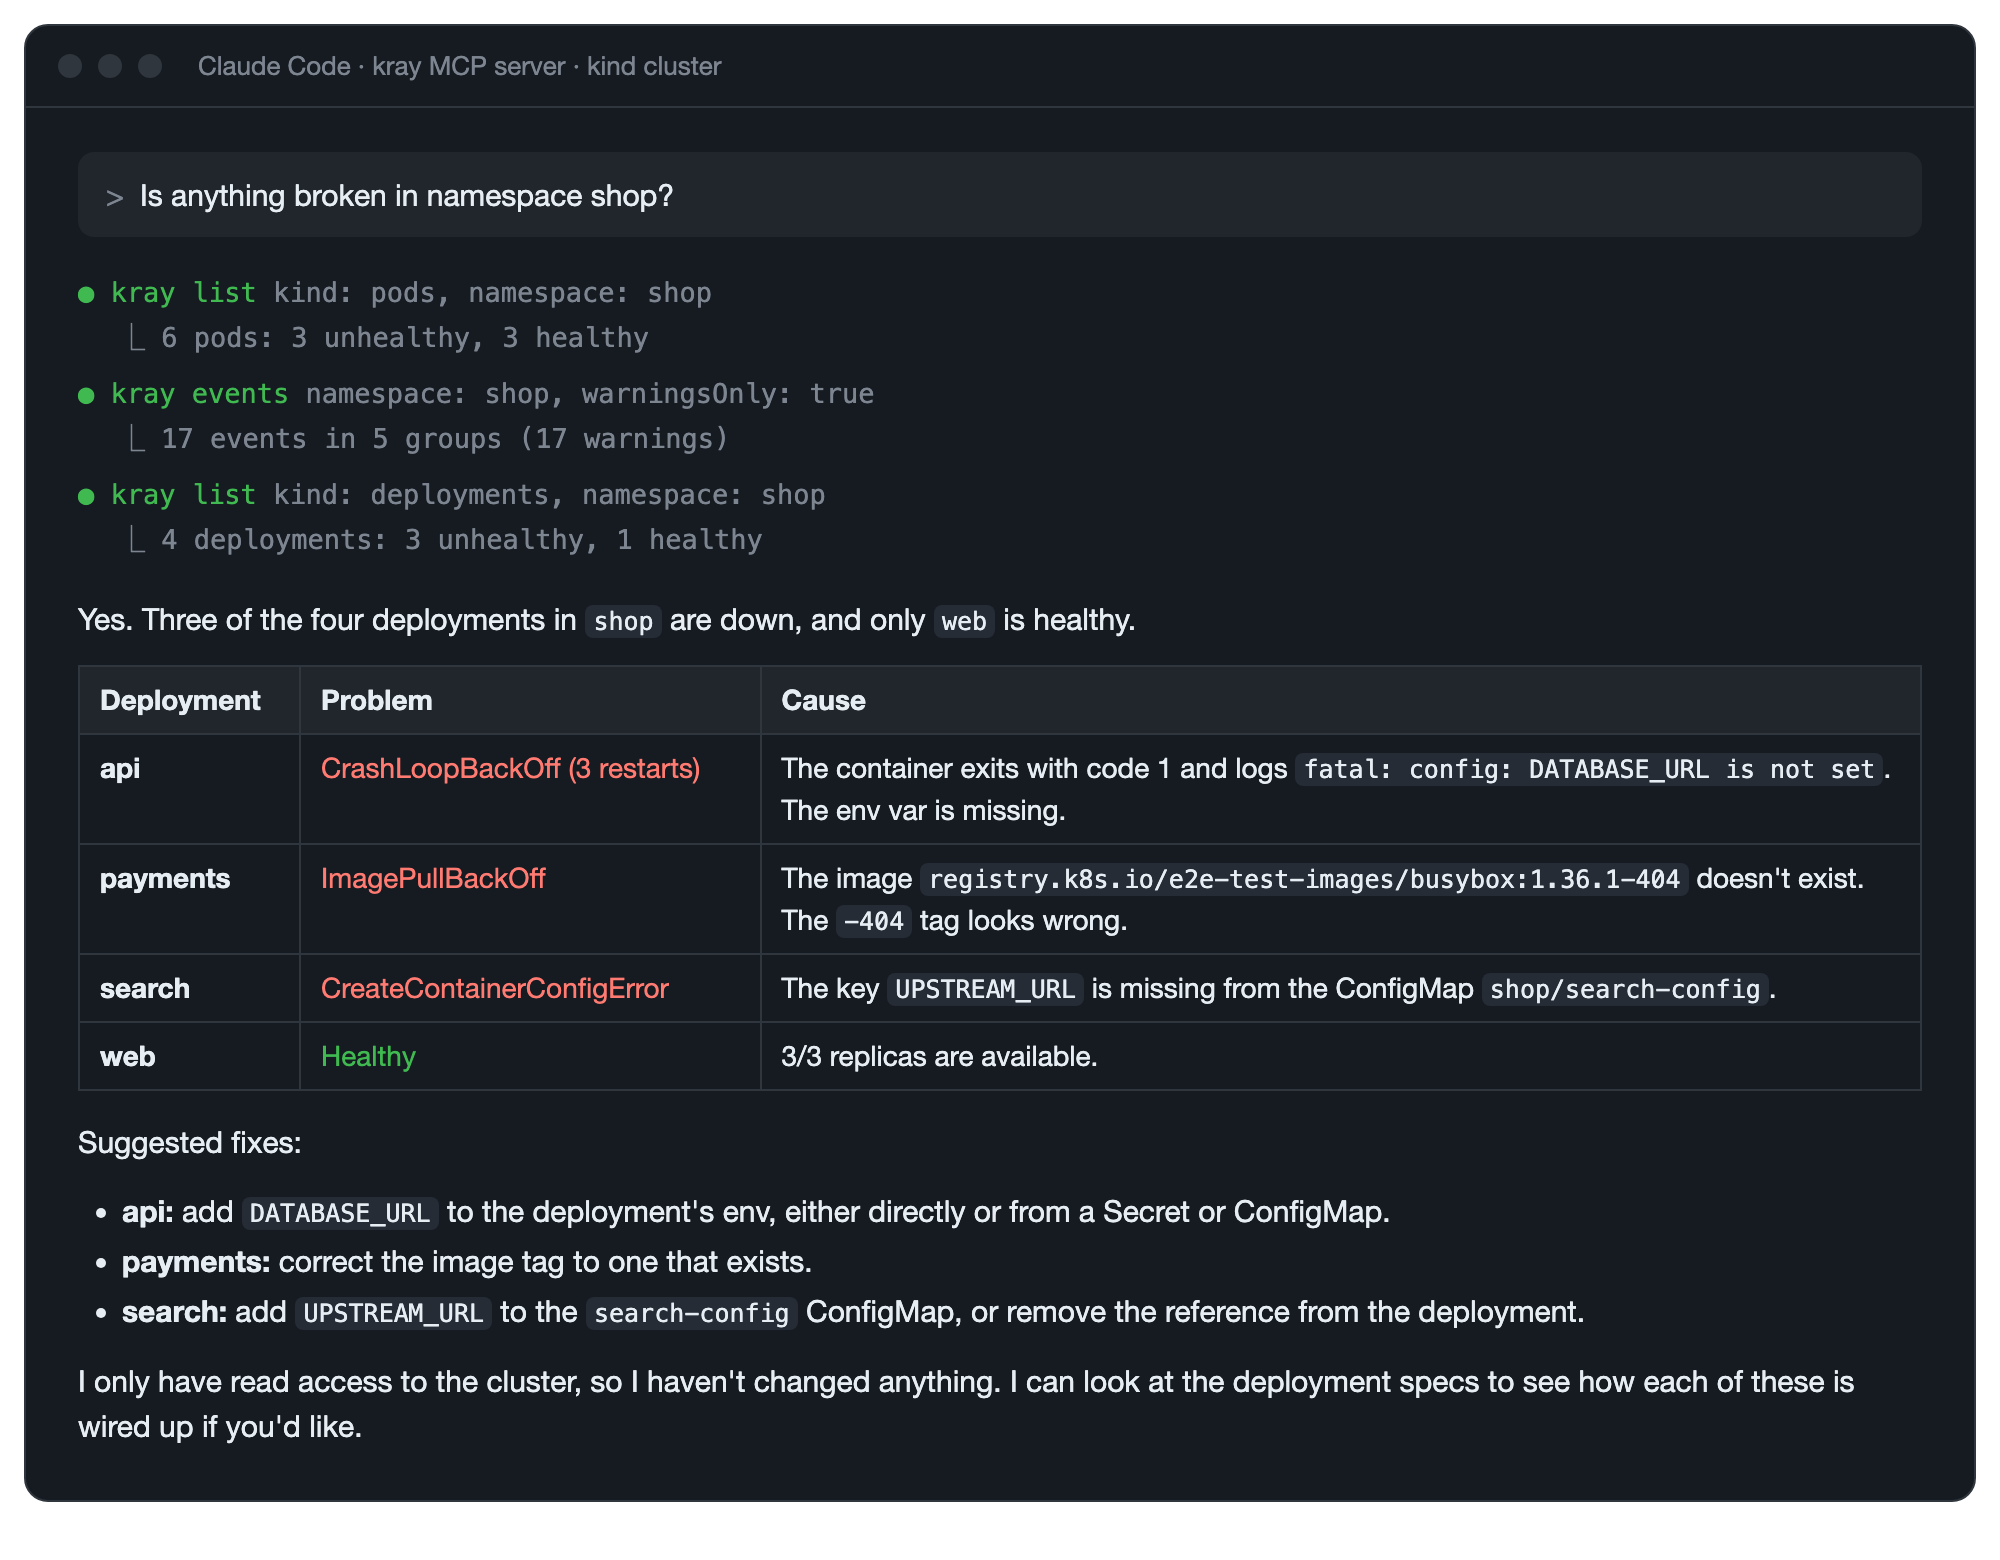 Claude Code · kray MCP server · kind cluster
> Is anything broken in namespace shop?
● kray list kind: pods, namespace: shop
⎿ 6 pods: 3 unhealthy, 3 healthy
● kray events namespace: shop, warningsOnly: true
⎿ 17 events in 5 groups (17 warnings)
● kray list kind: deployments, namespace: shop
⎿ 4 deployments: 3 unhealthy, 1 healthy
Yes. Three of the four deployments in shop are down, and only web is healthy.
Deployment Problem Cause
api CrashLoopBackOff (3 restarts) The container exits with code 1 and logs fatal: config: DATABASE_URL is not set.
The env var is missing.
payments ImagePullBackOff The image registry.k8s.io/e2e-test-images/busybox:1.36.1-404 doesn't exist.
The -404 tag looks wrong.
search CreateContainerConfigError The key UPSTREAM_URL is missing from the ConfigMap shop/search-config.
web Healthy 3/3 replicas are available.
Suggested fixes:
• api: add DATABASE_URL to the deployment's env, either directly or from a Secret or ConfigMap.
• payments: correct the image tag to one that exists.
• search: add UPSTREAM_URL to the search-config ConfigMap, or remove the reference from the deployment.
I only have read access to the cluster, so I haven't changed anything. I can look at the deployment specs to see how each of these is
wired up if you'd like.